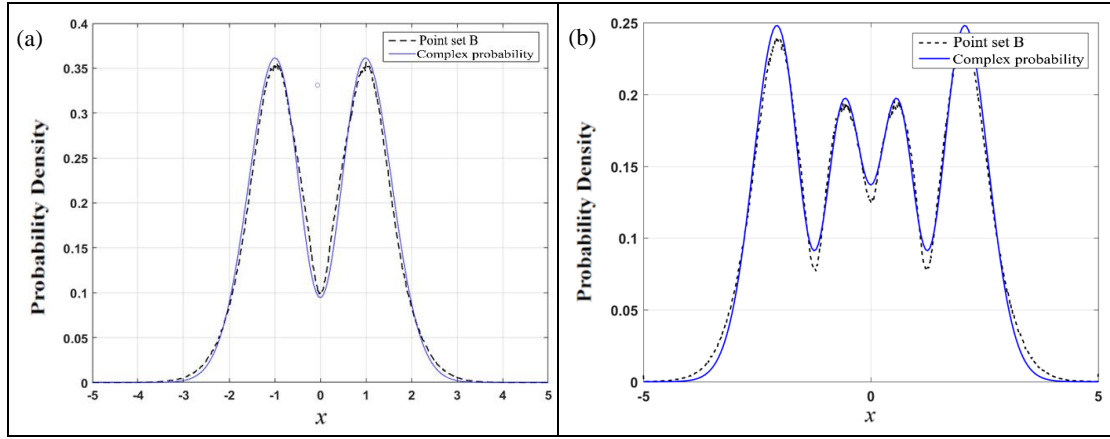 (a)
0.4
0.35
0.3
0.25
0.2
0.15
0.1
0.05
0
Probability Density
Point set B
Complex probability
-5 -4 -3 -2 -1 0 1 2 3 4 5
x
(b)
0.25
0.2
0.15
0.1
0.05
0
Probability Density
Point set B
Complex probability
-5 0 5
x